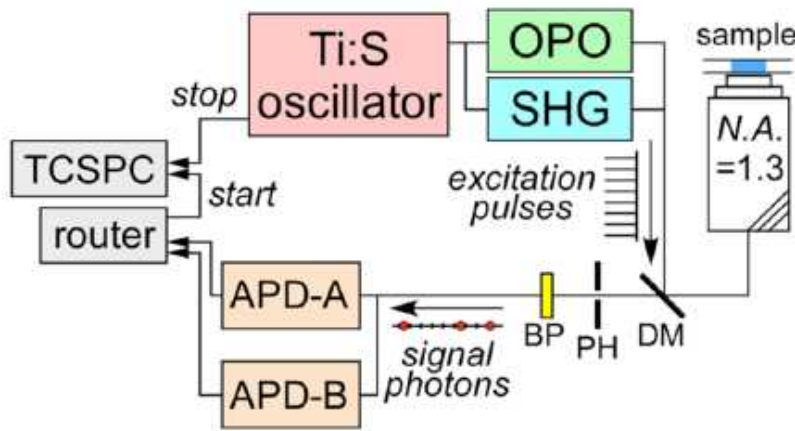 Ti:S
oscillator
OPO
SHG
sample
N.A.
=1.3
stop
TCSPC
start
router
excitation
pulses
APD-A
APD-B
signal
photons
BP
PH
DM